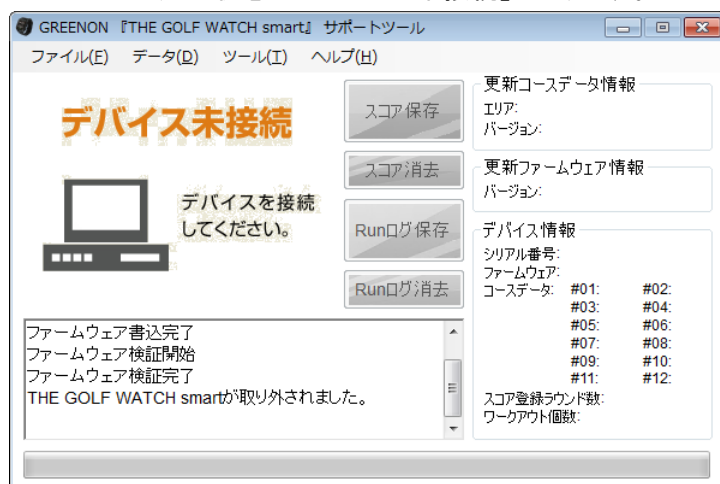 GREENON 『THE GOLF WATCH smart』 サポートツール
ファイル(F) データ(D) ツール(T) ヘルプ(H)
デバイス未接続
デバイスを接続
してください。
スコア保存
スコア消去
Runログ保存
Runログ消去
更新コースデータ情報
エリア:
バージョン:
更新ファームウェア情報
バージョン:
デバイス情報
シリアル番号:
ファームウェア:
コースデータ: #01: #02:
#03: #04:
#05: #06:
#07: #08:
#09: #10:
#11: #12:
スコア登録ラウンド数:
ワークアウト個数:
ファームウェア書込完了
ファームウェア検証開始
ファームウェア検証完了
THE GOLF WATCH smartが取り外されました。